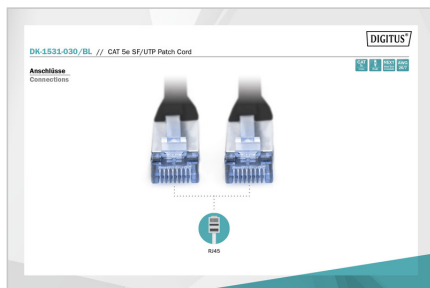 DIGITUS®
DK-1531-030/BL // CAT 5e SF/UTP Patch Cord
Anschlüsse
Connections
RJ45